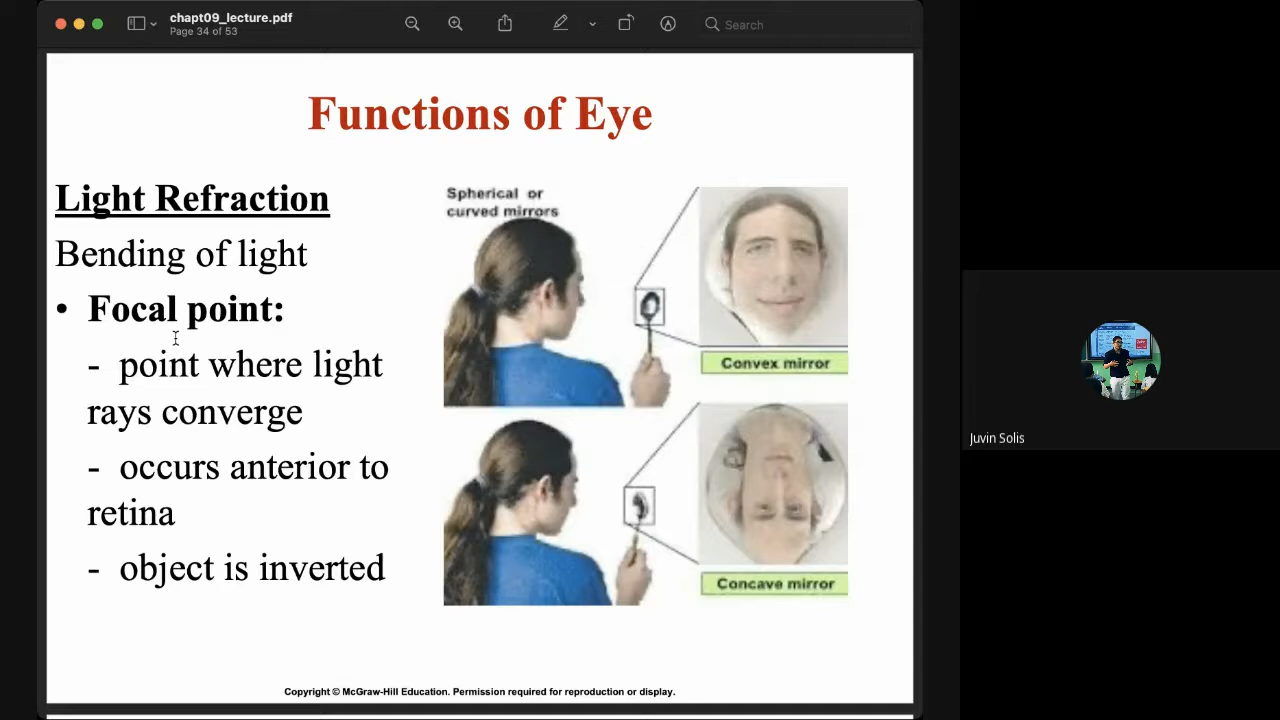 chapt09_lecture.pdf
Page 34 of 53
Search
Functions of Eye
Light Refraction
Bending of light
• Focal point:
- point where light
rays converge
- occurs anterior to
retina
- object is inverted
Spherical or
curved mirrors
Convex mirror
Concave mirror
Copyright © McGraw-Hill Education. Permission required for reproduction or display.
Juvin Solis